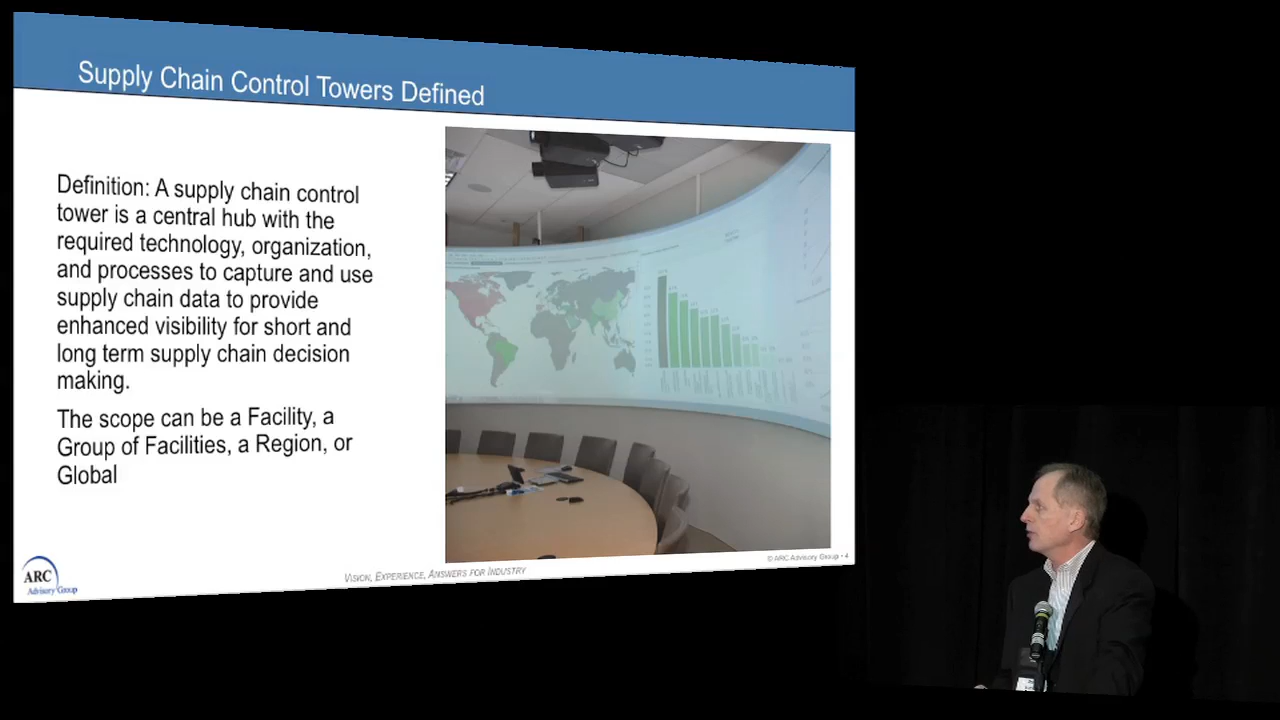 Supply Chain Control Towers Defined
Definition: A supply chain control
tower is a central hub with the
required technology, organization,
and processes to capture and use
supply chain data to provide
enhanced visibility for short and
long term supply chain decision
making.
The scope can be a Facility, a
Group of Facilities, a Region, or
Global
ARC
Advisory Group
VISION, EXPERIENCE, ANSWERS FOR INDUSTRY
© ARC Advisory Group • 4